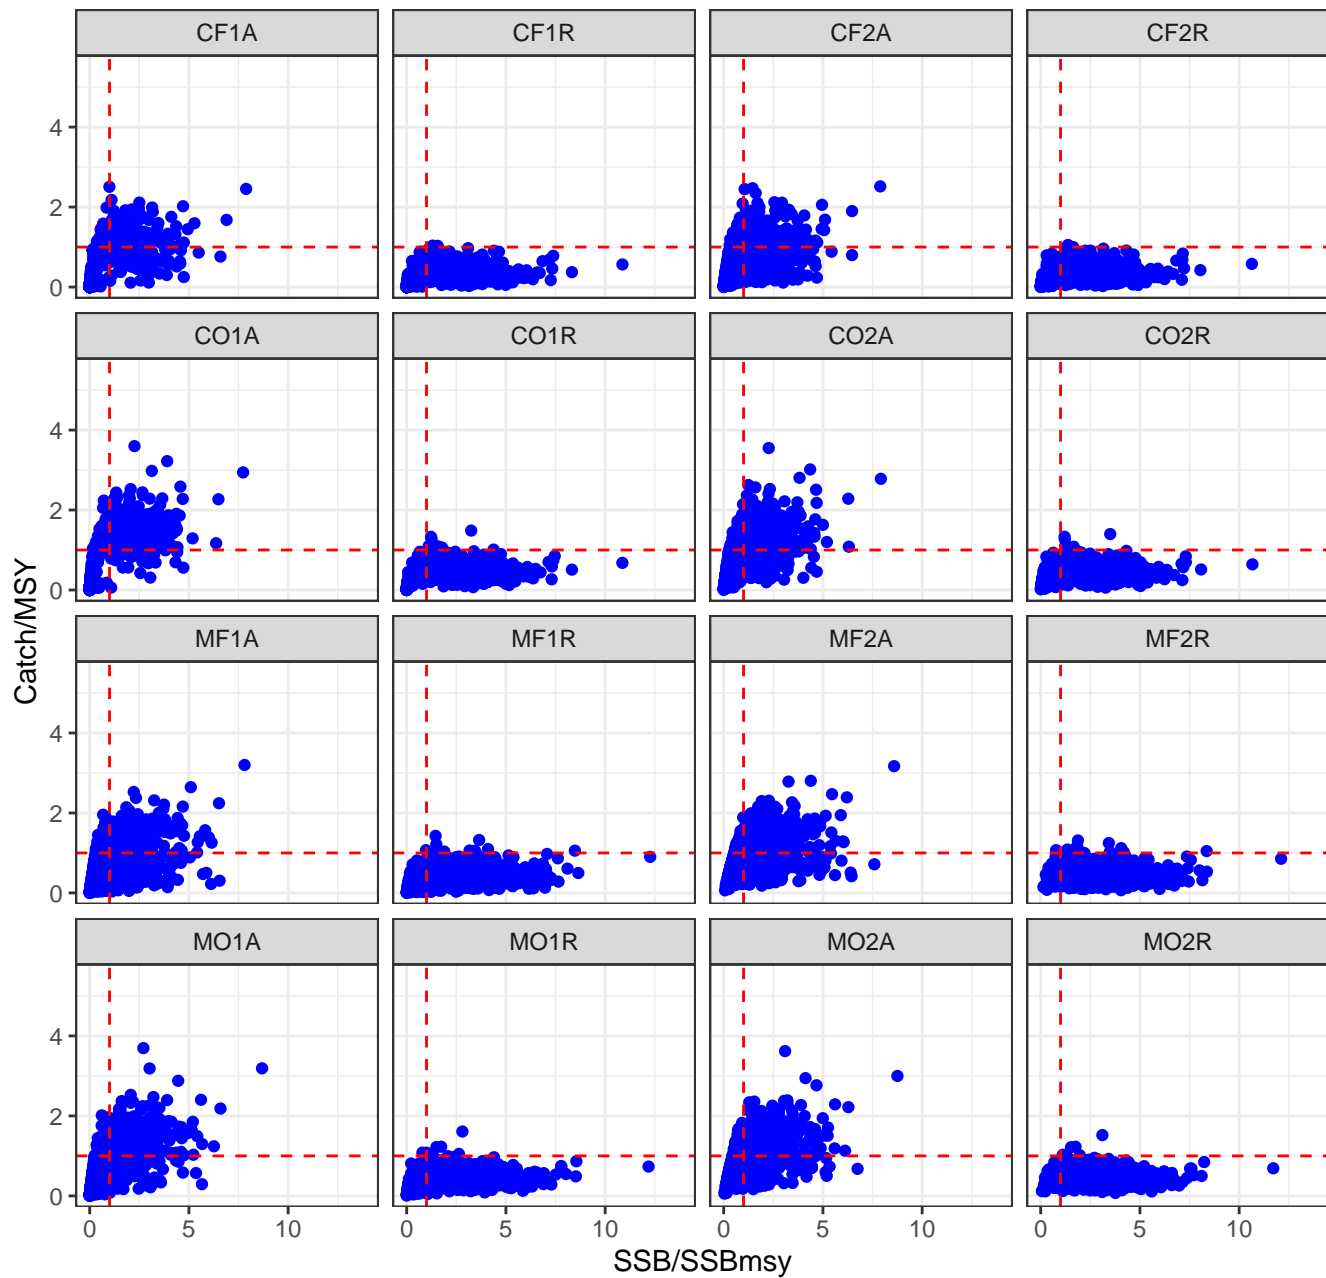 CF1A CF1R CF2A CF2R
4
2
0
CO1A CO1R CO2A CO2R
4
2
0
MF1A MF1R MF2A MF2R
4
2
0
MO1A MO1R MO2A MO2R
4
2
0
0 5 10 0 5 10 0 5 10 0 5 10
Catch/MSY
SSB/SSBmsy